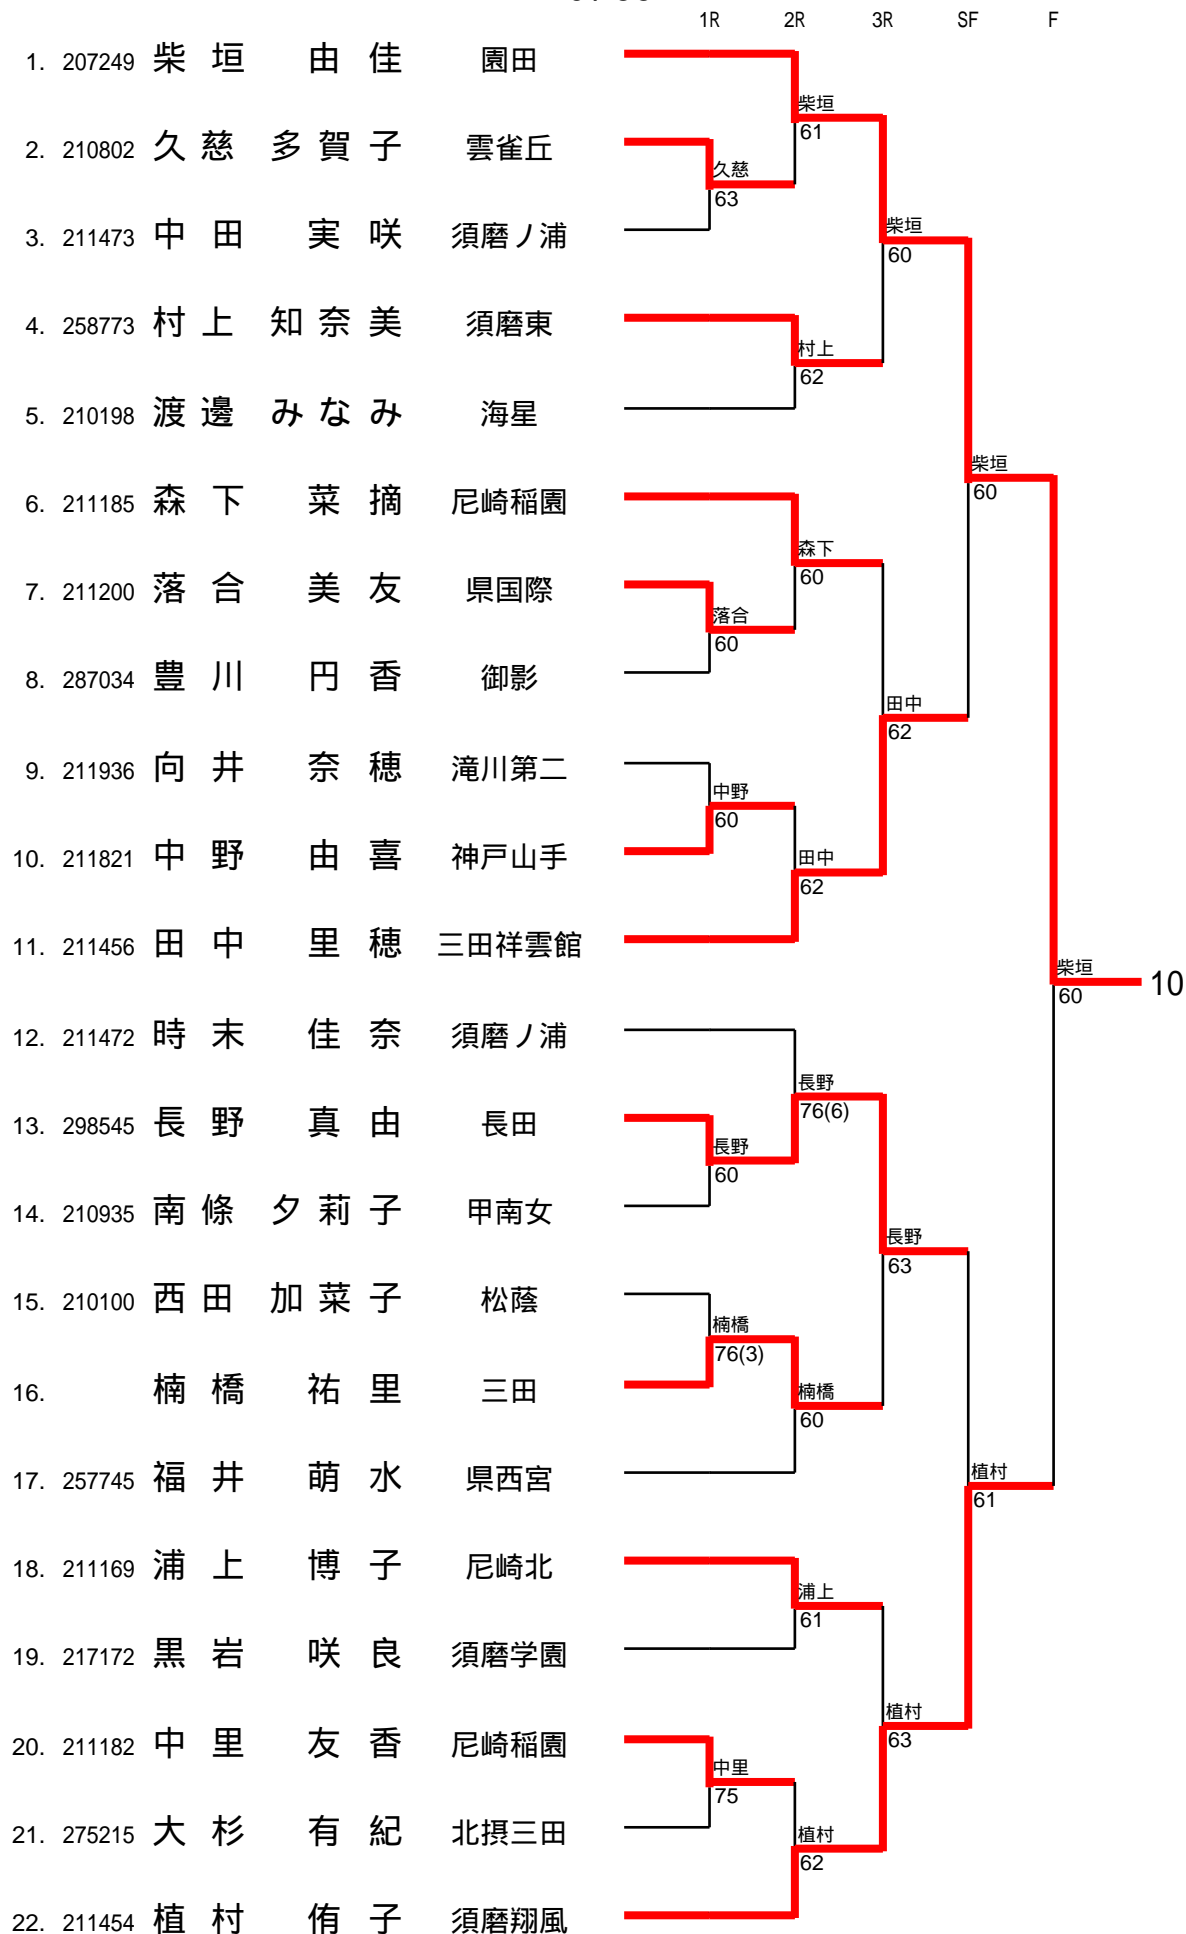 1R 2R 3R SF F
1. 207249 柴垣 由佳 園田
柴垣
61
2. 210802 久慈 多賀子 雲雀丘
久慈
63
3. 211473 中田 実咲 須磨ノ浦
柴垣
60
4. 258773 村上 知奈美 須磨東
村上
62
5. 210198 渡邊 みなみ 海星
柴垣
60
6. 211185 森下 菜摘 尼崎稲園
森下
60
7. 211200 落合 美友 県国際
落合
60
8. 287034 豊川 円香 御影
田中
62
9. 211936 向井 奈穂 滝川第二
中野
60
10. 211821 中野 由喜 神戸山手
田中
62
11. 211456 田中 里穂 三田祥雲館
柴垣
60
10
12. 211472 時末 佳奈 須磨ノ浦
長野
76(6)
13. 298545 長野 真由 長田
長野
60
14. 210935 南條 夕莉子 甲南女
長野
63
15. 210100 西田 加菜子 松蔭
楠橋
76(3)
16. 楠橋 祐里 三田
楠橋
60
17. 257745 福井 萌水 県西宮
植村
61
18. 211169 浦上 博子 尼崎北
浦上
61
19. 217172 黒岩 咲良 須磨学園
植村
63
20. 211182 中里 友香 尼崎稲園
中里
75
21. 275215 大杉 有紀 北摂三田
植村
62
22. 211454 植村 侑子 須磨翔風